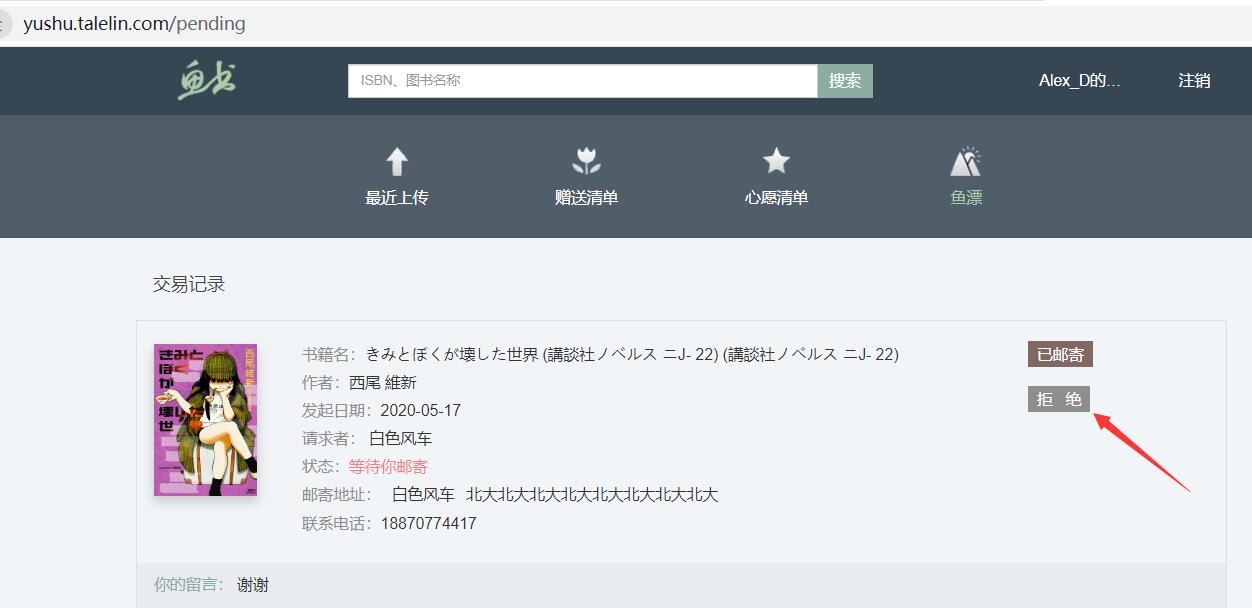 yushu.talelin.com/pending
鱼书
ISBN、图书名称
搜索
Alex_D的...
注销
最近上传
赠送清单
心愿清单
鱼漂
交易记录
きみと
ぼく
が
壊した
世
西尾維新
书籍名：きみとぼくが壊した世界 (講談社ノベルス ニJ- 22) (講談社ノベルス ニJ- 22)
已邮寄
作者：西尾 維新
拒 绝
发起日期：2020-05-17
请求者： 白色风车
状态：等待你邮寄
邮寄地址： 白色风车 北大北大北大北大北大北大北大北大
联系电话：18870774417
你的留言： 谢谢